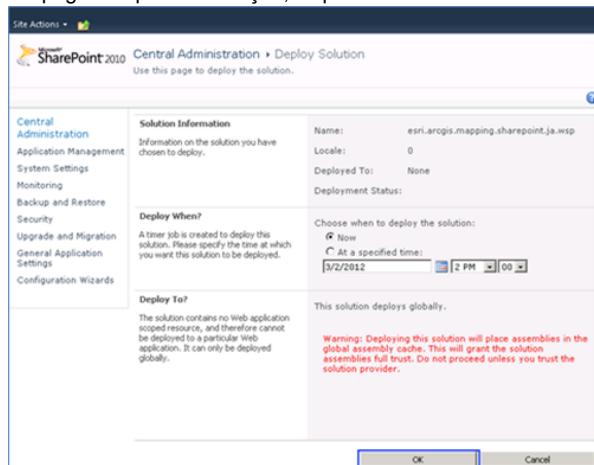 Site Actions
Microsoft
SharePoint 2010
Central Administration ▸ Deploy Solution
Use this page to deploy the solution.
Central
Administration
Application Management
System Settings
Monitoring
Backup and Restore
Security
Upgrade and Migration
General Application
Settings
Configuration Wizards
Solution Information
Information on the solution you have
chosen to deploy.
Name: esri.arcgis.mapping.sharepoint.ja.wsp
Locale: 0
Deployed To: None
Deployment Status:
Deploy When?
A timer job is created to deploy this
solution. Please specify the time at which
you want this solution to be deployed.
Choose when to deploy the solution:
Now
At a specified time:
3/2/2012 2 PM 00
Deploy To?
The solution contains no Web application
scoped resource, and therefore cannot
be deployed to a particular Web
application. It can only be deployed
globally.
This solution deploys globally.
Warning: Deploying this solution will place assemblies in the
global assembly cache. This will grant the solution
assemblies full trust. Do not proceed unless you trust the
solution provider.
OK Cancel